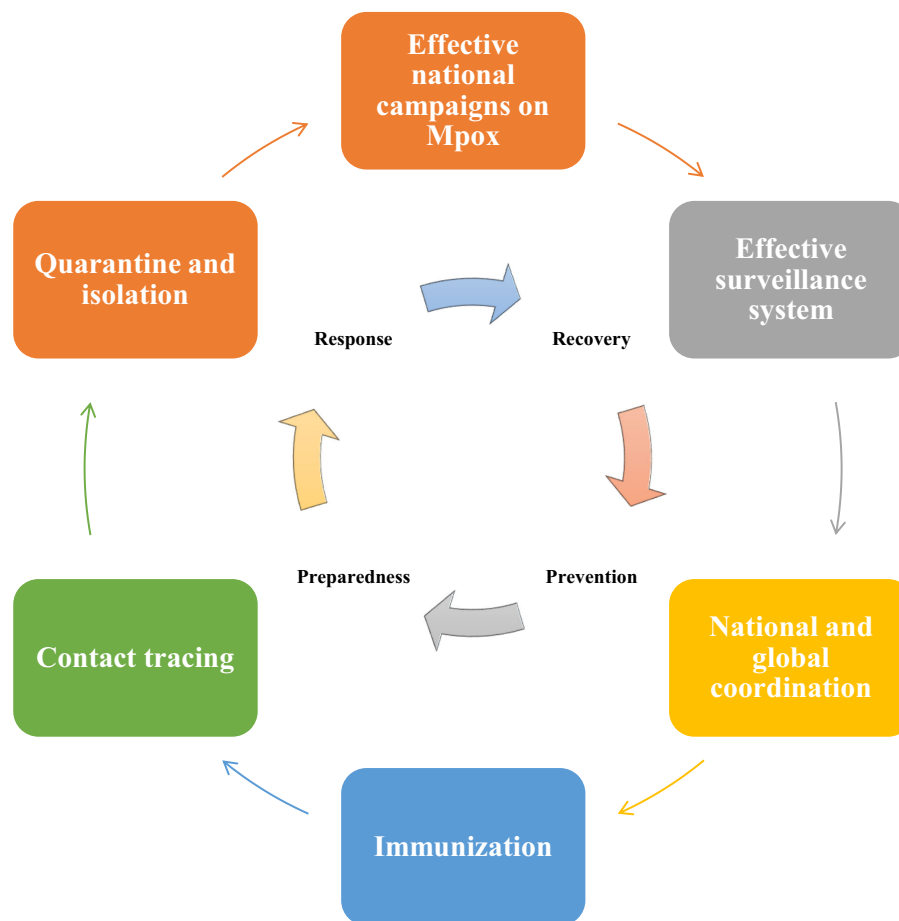 Effective
national
campaigns on
Mpox
Quarantine and
isolation
Effective
surveillance
system
Response
Recovery
Preparedness
Prevention
Contact tracing
National and
global
coordination
Immunization